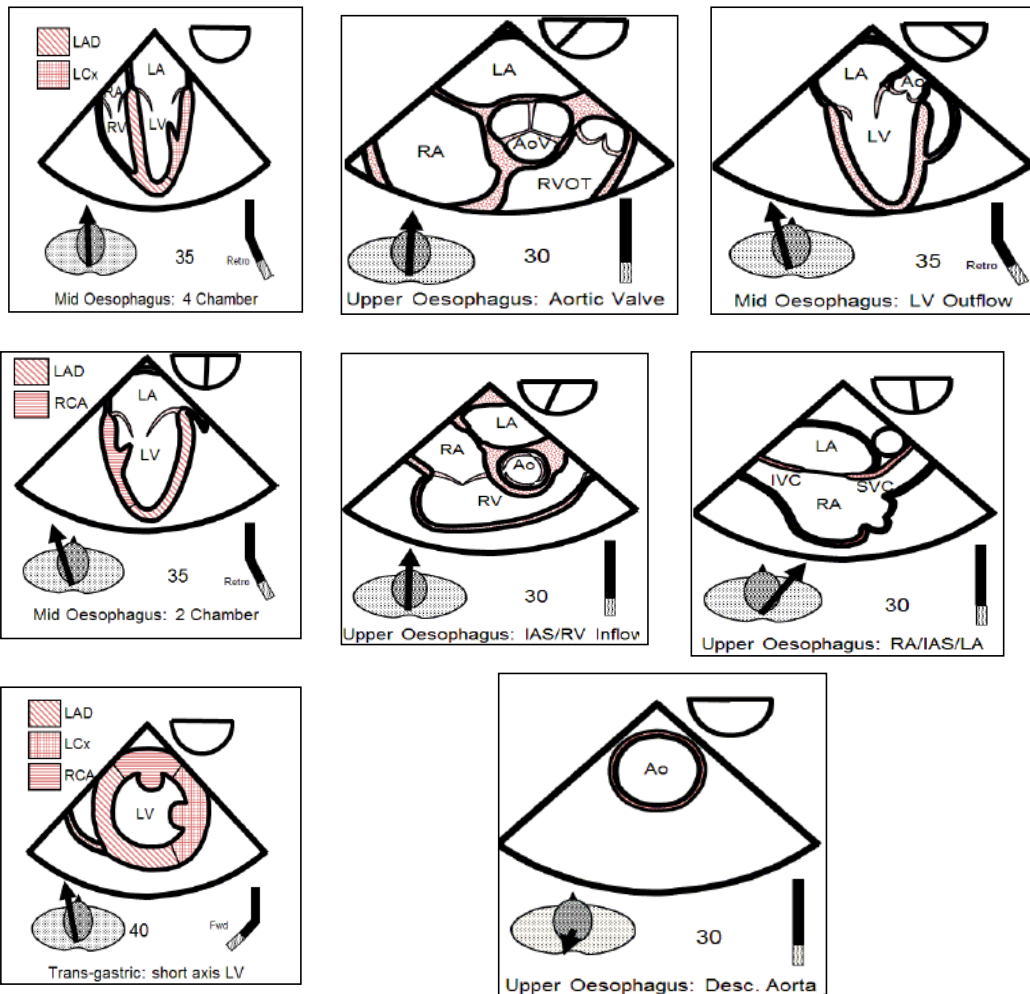 LAD
LCx
LA
RA
RV
LV
35
Retro
Mid Oesophagus: 4 Chamber
LA
RA
AoV
RVOT
30
Upper Oesophagus: Aortic Valve
LA
Ao
LV
35
Retro
Mid Oesophagus: LV Outflow
LAD
RCA
LA
LV
35
Retro
Mid Oesophagus: 2 Chamber
LA
RA
Ao
RV
30
Upper Oesophagus: IAS/RV Inflow
LA
IVC
SVC
RA
30
Upper Oesophagus: RA/IAS/LA
LAD
LCx
RCA
LV
40
Fwd
Trans-gastric: short axis LV
Ao
30
Upper Oesophagus: Desc. Aorta